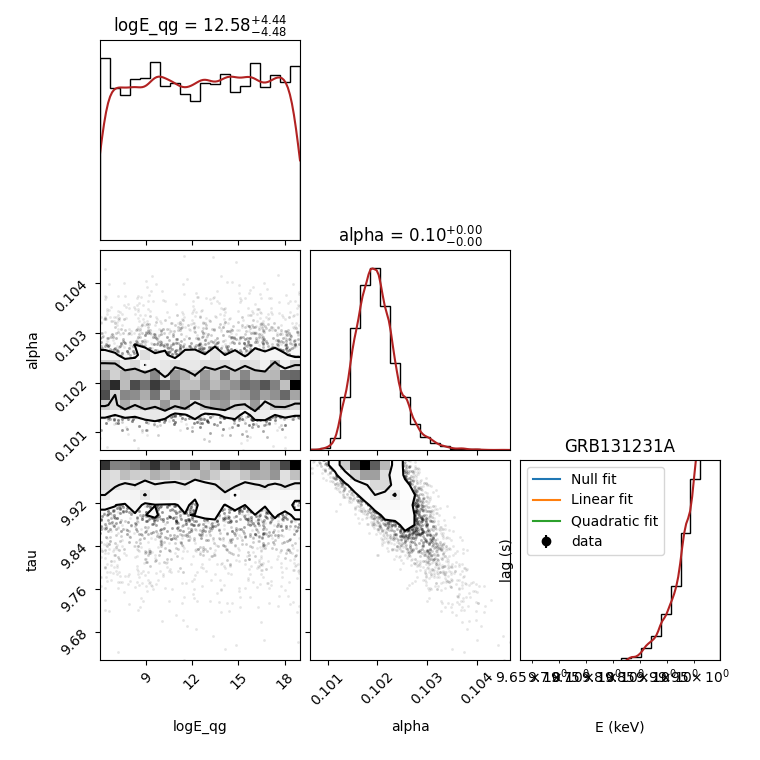 logE_qg = 12.58+4.44
−4.48
alpha = 0.10+0.00
−0.00
0.104
0.103
0.102
0.101
alpha
GRB131231A
Null fit
Linear fit
Quadratic fit
data
lag (s)
9.92
9.84
9.76
9.68
tau
9
12
15
18
0.101
0.102
0.103
0.104
logE_qg
alpha
E (keV)